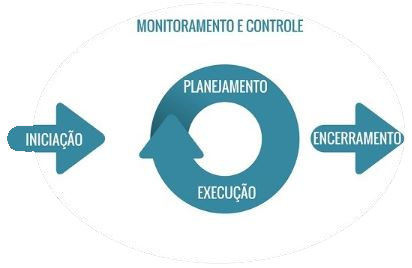 MONITORAMENTO E CONTROLE
PLANEJAMENTO
INICIAÇÃO
ENCERRAMENTO
EXECUÇÃO